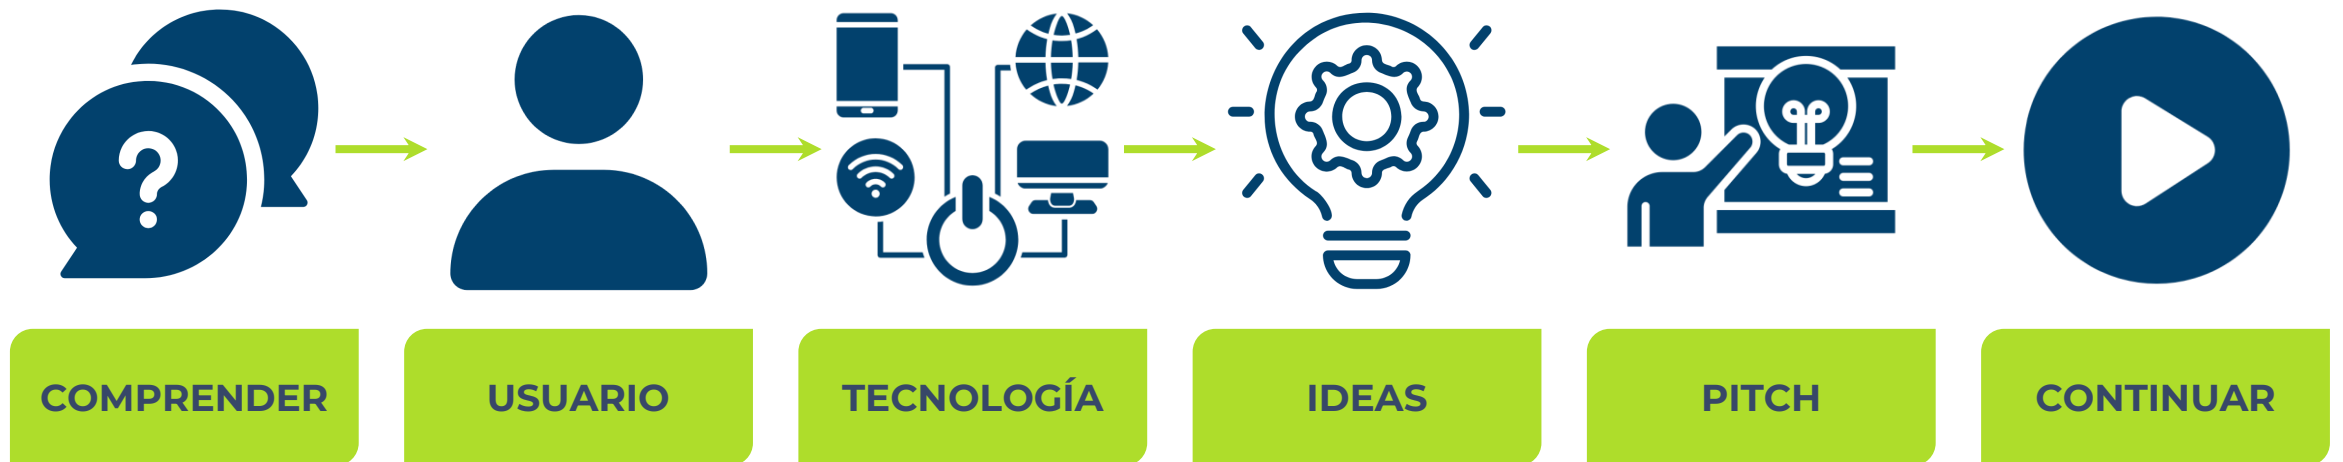 COMPRENDER
USUARIO
TECNOLOGÍA
IDEAS
PITCH
CONTINUAR